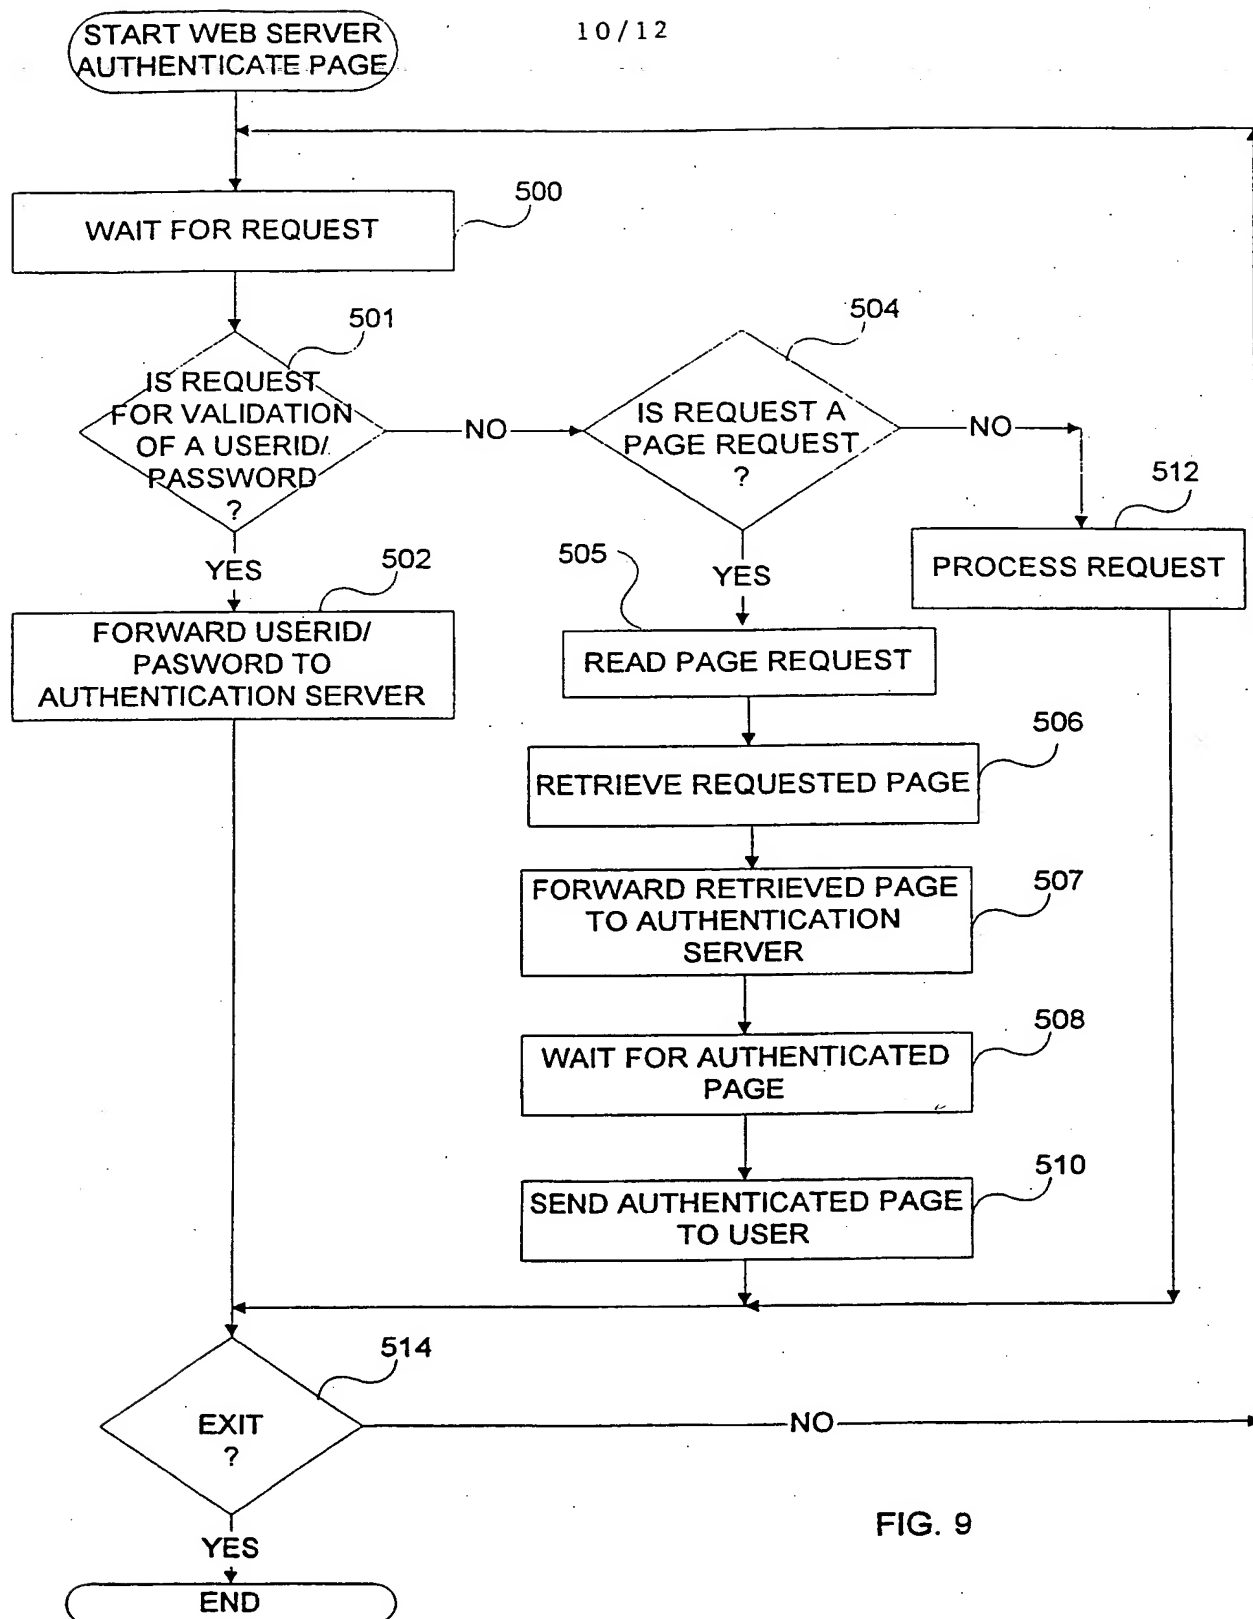 10/12
START WEB SERVER
AUTHENTICATE PAGE
500
WAIT FOR REQUEST
501
IS REQUEST
FOR VALIDATION
OF A USERID/
PASSWORD
?
NO
504
IS REQUEST A
PAGE REQUEST
?
NO
512
PROCESS REQUEST
YES
502
FORWARD USERID/
PASWORD TO
AUTHENTICATION SERVER
YES
505
READ PAGE REQUEST
506
RETRIEVE REQUESTED PAGE
507
FORWARD RETRIEVED PAGE
TO AUTHENTICATION
SERVER
508
WAIT FOR AUTHENTICATED
PAGE
510
SEND AUTHENTICATED PAGE
TO USER
514
EXIT
?
NO
YES
END
FIG. 9